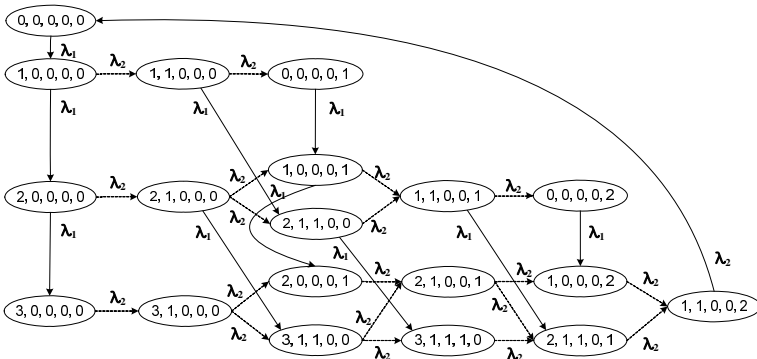 0, 0, 0, 0, 0
λ1
λ2
1, 0, 0, 0, 0
λ2
1, 1, 0, 0, 0
λ2
0, 0, 0, 0, 1
λ1
λ1
λ1
1, 0, 0, 0, 1
λ2
λ2
λ1
2, 0, 0, 0, 0
λ2
2, 1, 0, 0, 0
λ2
1, 1, 0, 0, 1
λ2
0, 0, 0, 0, 2
2, 1, 1, 0, 0
λ2
λ1
λ1
λ1
λ1
λ1
λ2
2, 0, 0, 0, 1
λ2
2, 1, 0, 0, 1
λ2
1, 0, 0, 0, 2
λ2
λ2
λ2
3, 0, 0, 0, 0
λ2
3, 1, 0, 0, 0
1, 1, 0, 0, 2
λ2
λ2
λ2
3, 1, 1, 0, 0
λ2
3, 1, 1, 1, 0
λ2
2, 1, 1, 0, 1